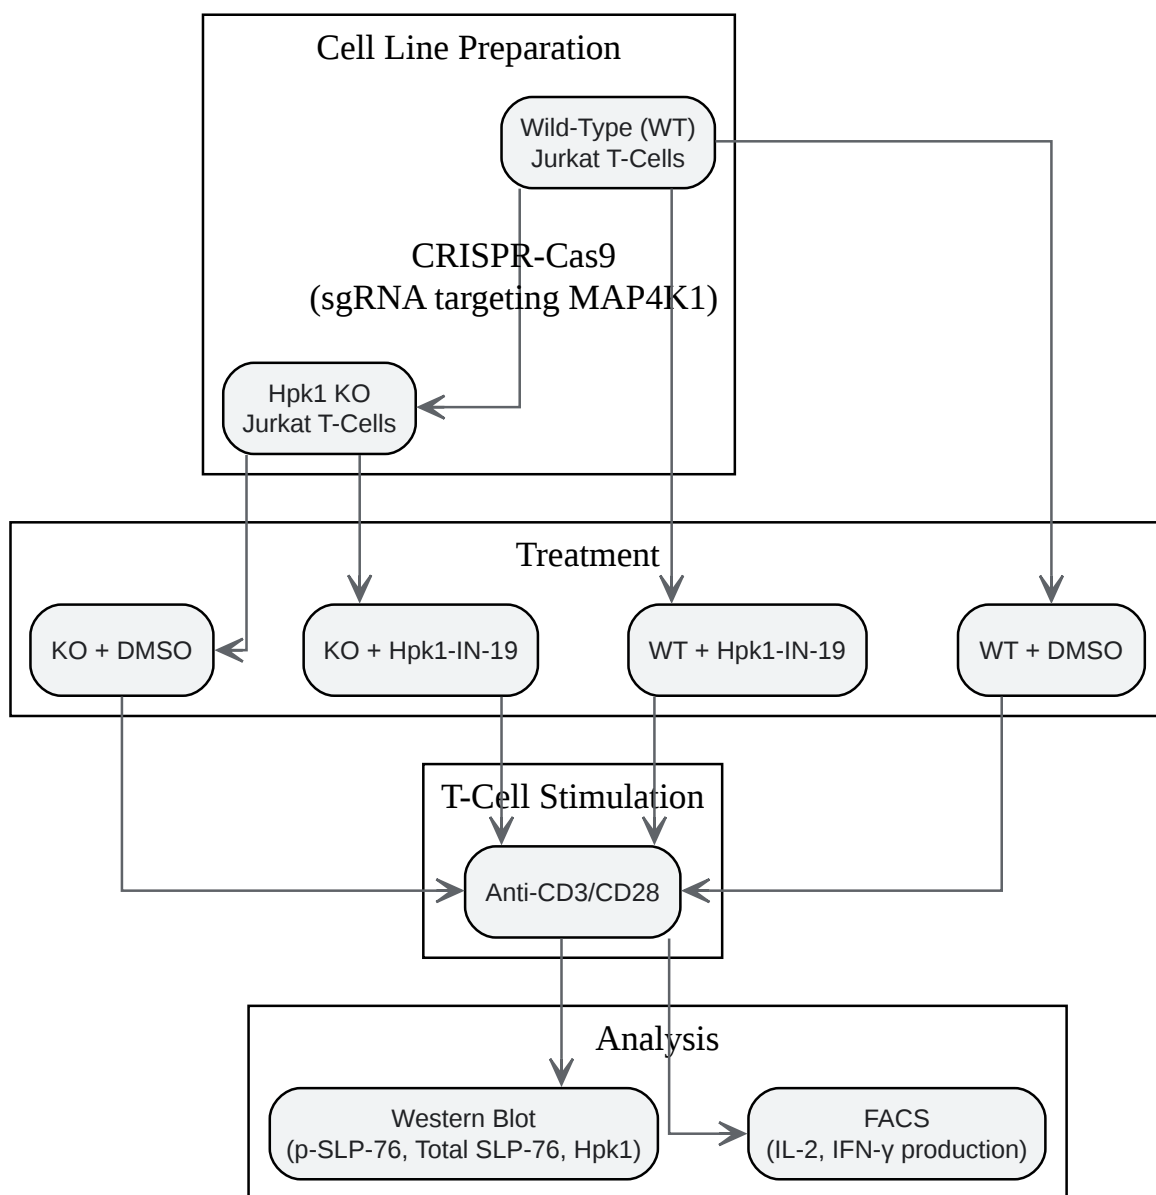 Cell Line Preparation
Wild-Type (WT)
Jurkat T-Cells
CRISPR-Cas9
(sgRNA targeting MAP4K1)
Hpk1 KO
Jurkat T-Cells
Treatment
KO + DMSO
KO + Hpk1-IN-19
WT + Hpk1-IN-19
WT + DMSO
T-Cell Stimulation
Anti-CD3/CD28
Analysis
Western Blot
(p-SLP-76, Total SLP-76, Hpk1)
FACS
(IL-2, IFN-γ production)